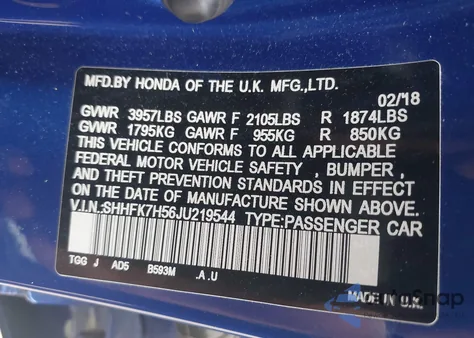 MFD.BY HONDA OF THE U.K. MFG.,LTD.
02/'18
GVWR 3957LBS GAWR F 2105LBS R 1874LBS
GVWR 1795KG GAWR F 955KG R 850KG
THIS VEHICLE CONFORMS TO ALL APPLICABLE
FEDERAL MOTOR VEHICLE SAFETY , BUMPER ,
AND THEFT PREVENTION STANDARDS IN EFFECT
ON THE DATE OF MANUFACTURE SHOWN ABOVE.
V.I.N.:SHHFK7H56JU219544 TYPE:PASSENGER CAR
TGG J AD5 B593M .A.U
MADE IN U.K.
AutoSnap